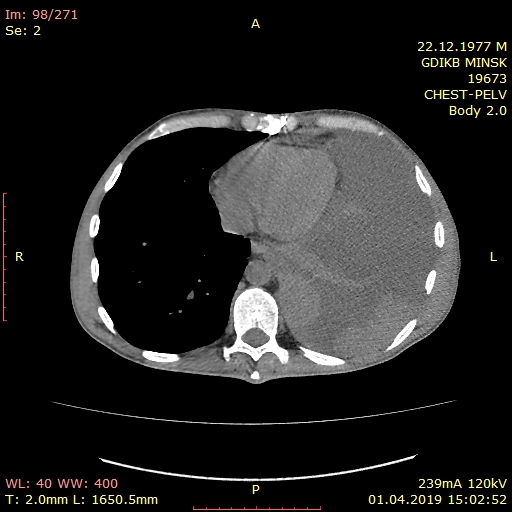 Im: 98/271
Se: 2
A
22.12.1977 M
GDIKB MINSK
19673
CHEST-PELV
Body 2.0
R
L
WL: 40 WW: 400
T: 2.0mm L: 1650.5mm
P
239mA 120kV
01.04.2019 15:02:52